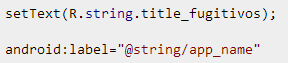 setText(R.string.title_fugitivos);
android:label="@string/app_name"